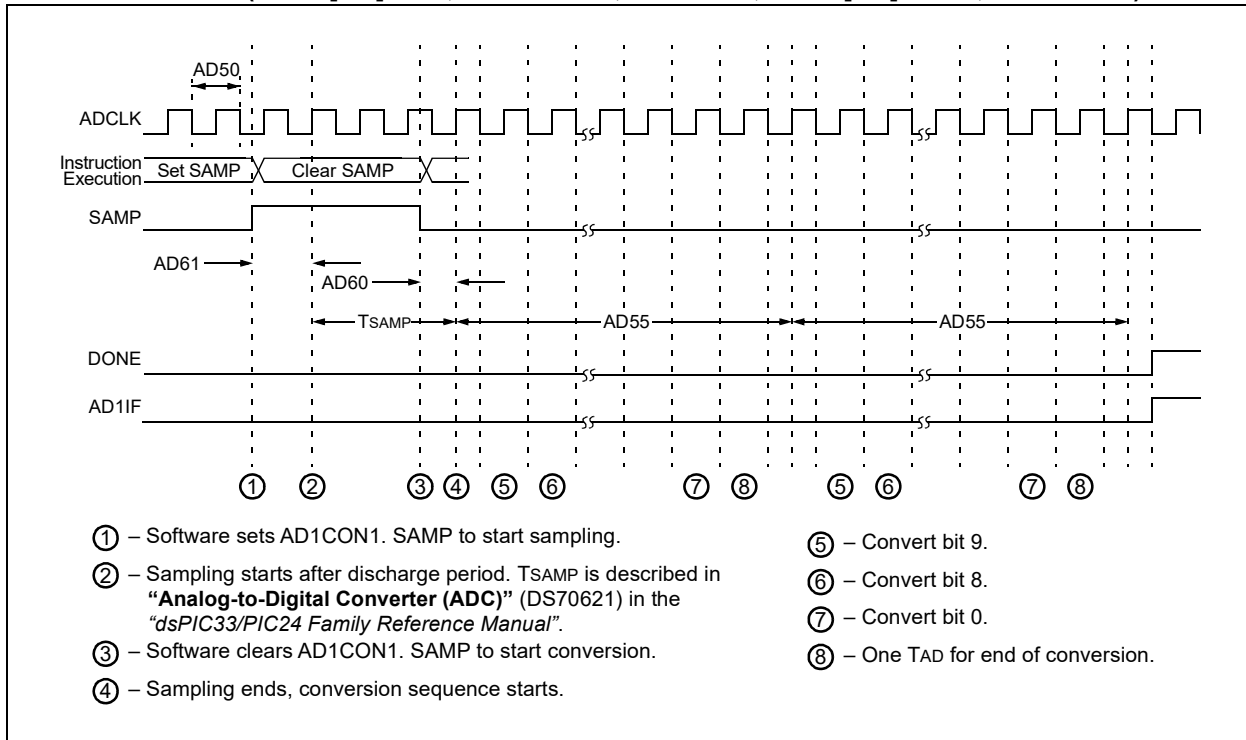 AD50
ADCLK
Instruction
Execution
Set SAMP
Clear SAMP
SAMP
AD61
AD60
TSAMP
AD55
AD55
DONE
AD1IF
1 2 3 4 5 6 7 8 5 6 7 8
1 – Software sets AD1CON1. SAMP to start sampling.
2 – Sampling starts after discharge period. TSAMP is described in
“Analog-to-Digital Converter (ADC)” (DS70621) in the
“dsPIC33/PIC24 Family Reference Manual”.
3 – Software clears AD1CON1. SAMP to start conversion.
4 – Sampling ends, conversion sequence starts.
5 – Convert bit 9.
6 – Convert bit 8.
7 – Convert bit 0.
8 – One TAD for end of conversion.